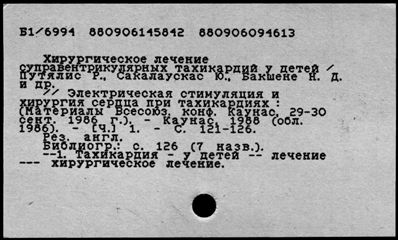 Б1/6994 880906145842 880906094613
Хирургическое лечение
суправентрикулярных тахикардий у детей /
Путялис Р., Сакалаускас Ю., Бакшене Н. Д.
и др.
// Электрическая стимуляция и
хирургия сердца при тахикардиях :
(Материалы Всесоюз. конф. Каунас, 29-30
сент. 1986 г.). - Каунас, 1988 (обл.
1986). - [Ч.] 1. - С. 121-126.
Рез. англ.
Библиогр.: с. 126 (7 назв.).
--1. Тахикардия - у детей -- лечение
--- хирургическое лечение.